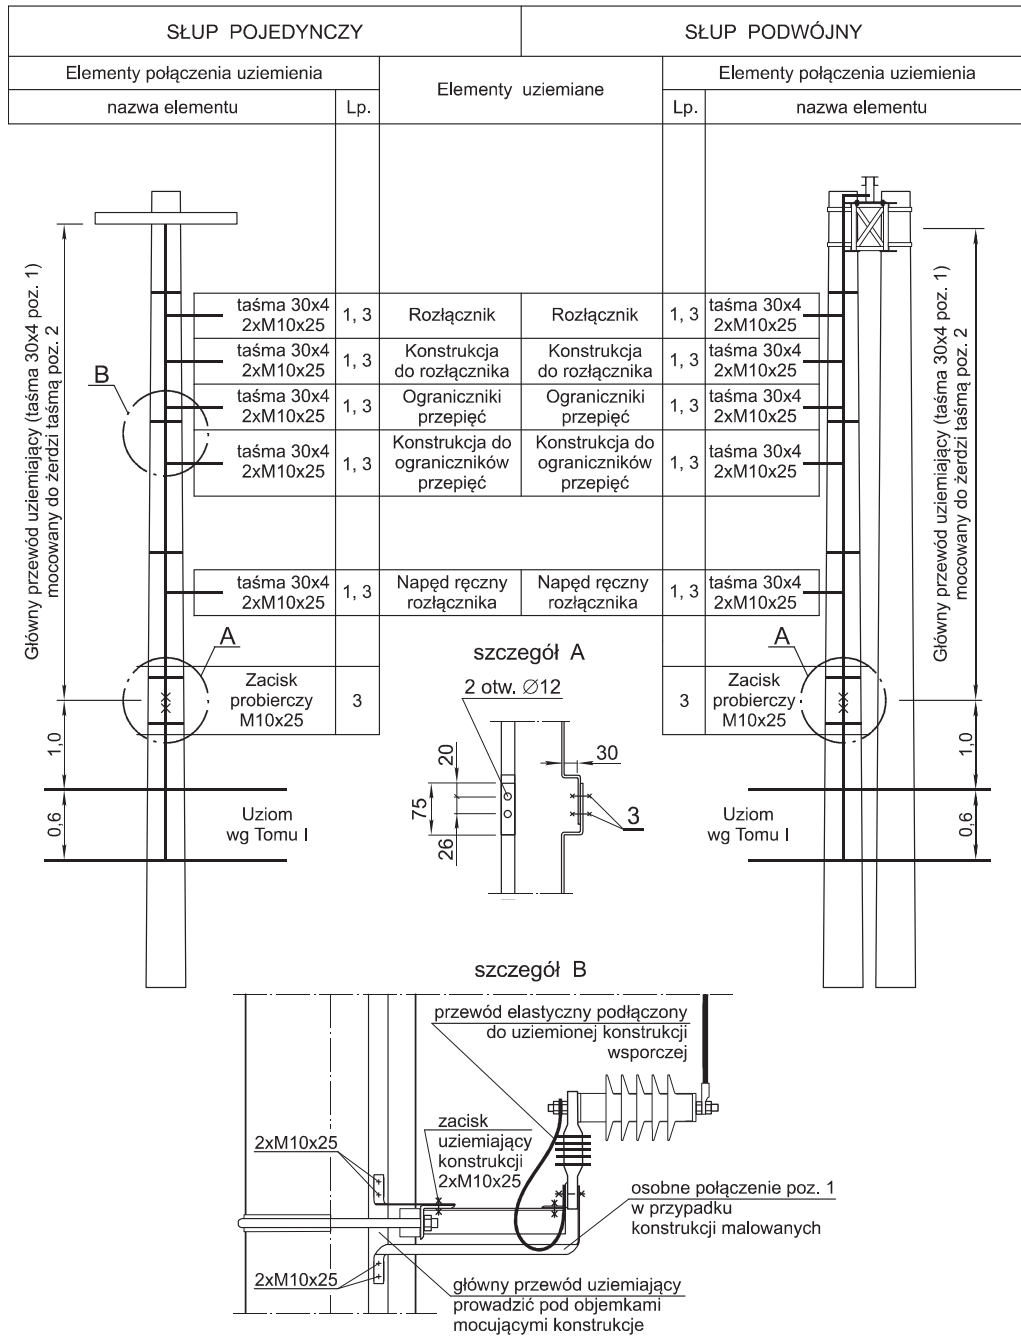 SŁUP POJEDYNCZY
SŁUP PODWÓJNY
Elementy połączenia uziemienia
Elementy uziemiane
Elementy połączenia uziemienia
nazwa elementu
Lp.
Lp.
nazwa elementu
Główny przewód uziemiający (taśma 30x4 poz. 1)
mocowany do żerdzi taśmą poz. 2
taśma 30x4
2xM10x25
1, 3
Rozłącznik
Rozłącznik
1, 3
taśma 30x4
2xM10x25
taśma 30x4
2xM10x25
1, 3
Konstrukcja
do rozłącznika
Konstrukcja
do rozłącznika
1, 3
taśma 30x4
2xM10x25
B
taśma 30x4
2xM10x25
1, 3
Ograniczniki
przepięć
Ograniczniki
przepięć
1, 3
taśma 30x4
2xM10x25
taśma 30x4
2xM10x25
1, 3
Konstrukcja do
ograniczników
przepięć
Konstrukcja do
ograniczników
przepięć
1, 3
taśma 30x4
2xM10x25
taśma 30x4
2xM10x25
1, 3
Napęd ręczny
rozłącznika
Napęd ręczny
rozłącznika
1, 3
taśma 30x4
2xM10x25
Główny przewód uziemiający (taśma 30x4 poz. 1)
mocowany do żerdzi taśmą poz. 2
A
Zacisk
probierczy
M10x25
3
3
Zacisk
probierczy
M10x25
A
1,0
0,6
Uziom
wg Tomu I
Uziom
wg Tomu I
1,0
0,6
szczegół A
2 otw. ∅12
30
20
75
26
3
szczegół B
przewód elastyczny podłączony
do uziemionej konstrukcji
wsporczej
zacisk
uziemiający
konstrukcji
2xM10x25
2xM10x25
osobne połączenie poz. 1
w przypadku
konstrukcji malowanych
2xM10x25
główny przewód uziemiający
prowadzić pod objemkami
mocującymi konstrukcje